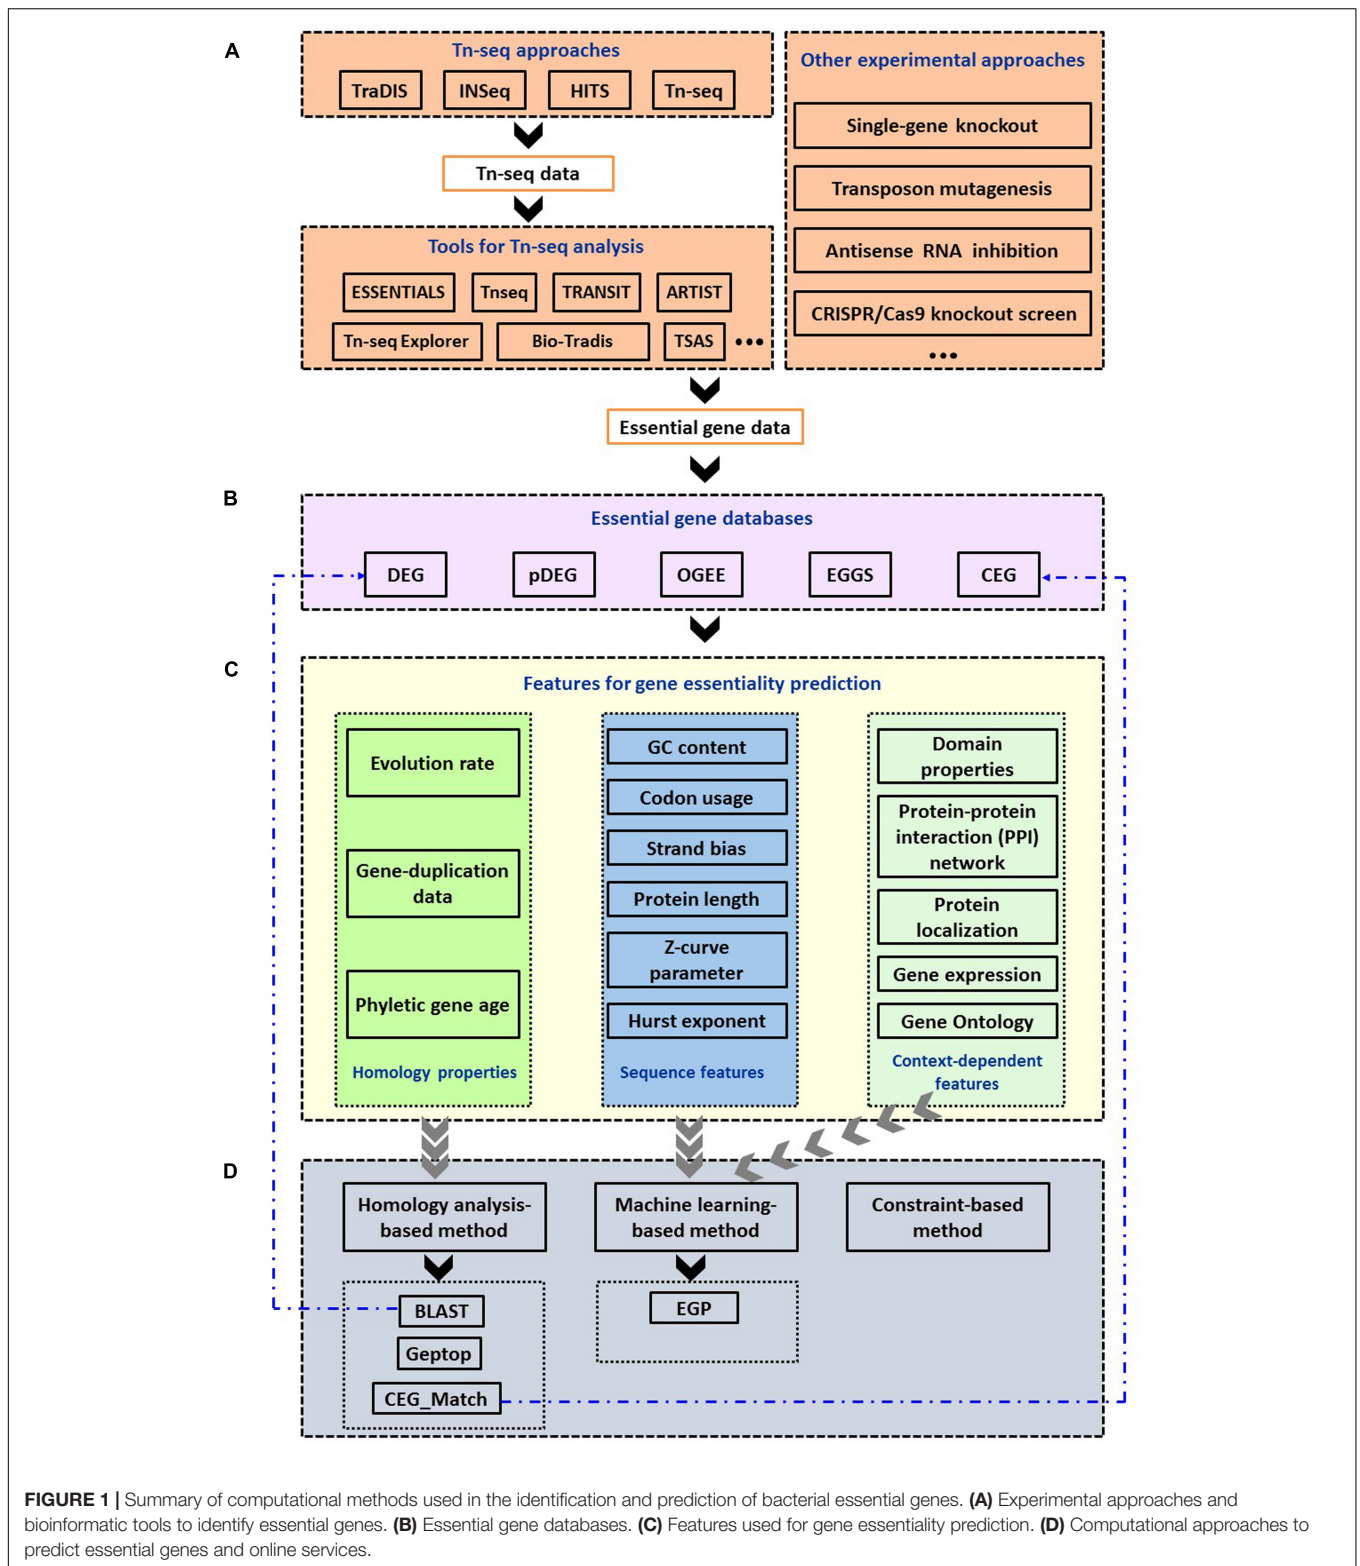 A
Tn-seq approaches
TraDIS
INSeq
HITS
Tn-seq
Tn-seq data
Tools for Tn-seq analysis
ESSENTIALS
Tnseq
TRANSIT
ARTIST
Tn-seq Explorer
Bio-Tradis
TSAS
•••
Other experimental approaches
Single-gene knockout
Transposon mutagenesis
Antisense RNA inhibition
CRISPR/Cas9 knockout screen
•••
Essential gene data
B
Essential gene databases
DEG
pDEG
OGEE
EGGS
CEG
C
Features for gene essentiality prediction
Evolution rate
Gene-duplication
data
Phyletic gene age
Homology properties
GC content
Codon usage
Strand bias
Protein length
Z-curve
parameter
Hurst exponent
Sequence features
Domain
properties
Protein-protein
interaction (PPI)
network
Protein
localization
Gene expression
Gene Ontology
Context-dependent
features
D
Homology analysis-
based method
BLAST
Geptop
CEG_Match
Machine learning-
based method
EGP
Constraint-based
method
FIGURE 1 | Summary of computational methods used in the identification and prediction of bacterial essential genes. (A) Experimental approaches and
bioinformatic tools to identify essential genes. (B) Essential gene databases. (C) Features used for gene essentiality prediction. (D) Computational approaches to
predict essential genes and online services.